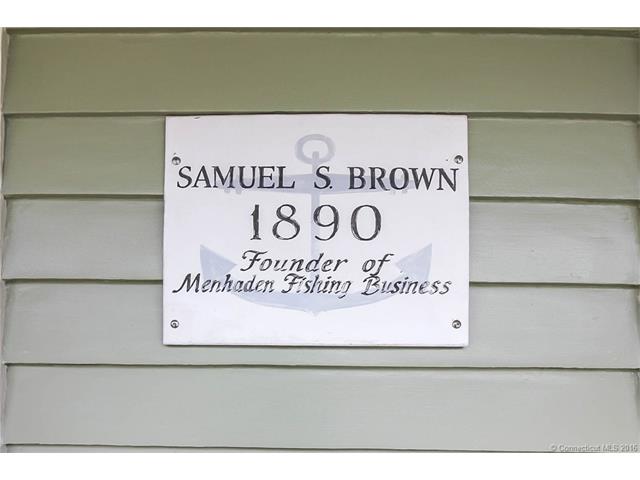 SAMUEL S. BROWN
1890
Founder of
Menhaden Fishing Business
© Connecticut MLS 2016